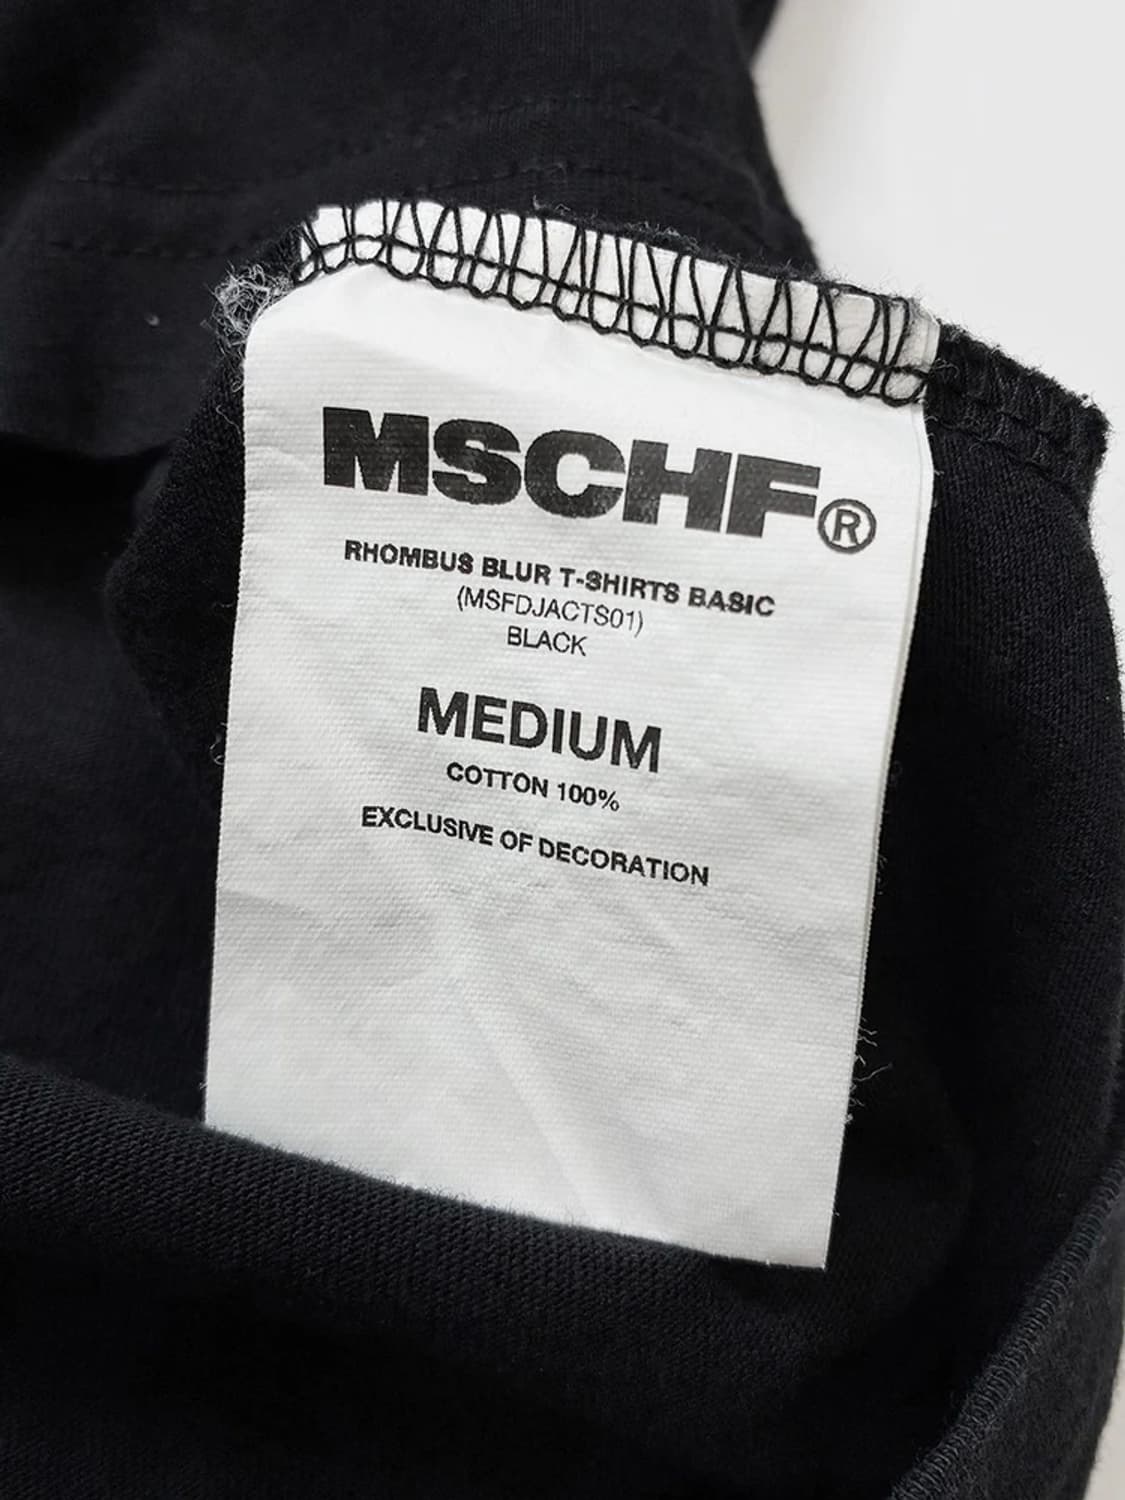 MSCHF®
RHOMBUS BLUR T-SHIRTS BASIC
(MSFDJACTS01)
BLACK
MEDIUM
COTTON 100%
EXCLUSIVE OF DECORATION